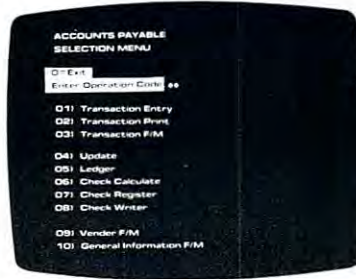 ACCOUNTS PAYABLE
SELECTION MENU
0=Exit
Enter Operation Code
01) Transaction Entry
02) Transaction Print
03) Transaction F/M
04) Update
05) Ledger
06) Check Calculate
07) Check Register
08) Check Writer
09) Vender F/M
10) General Information F/M